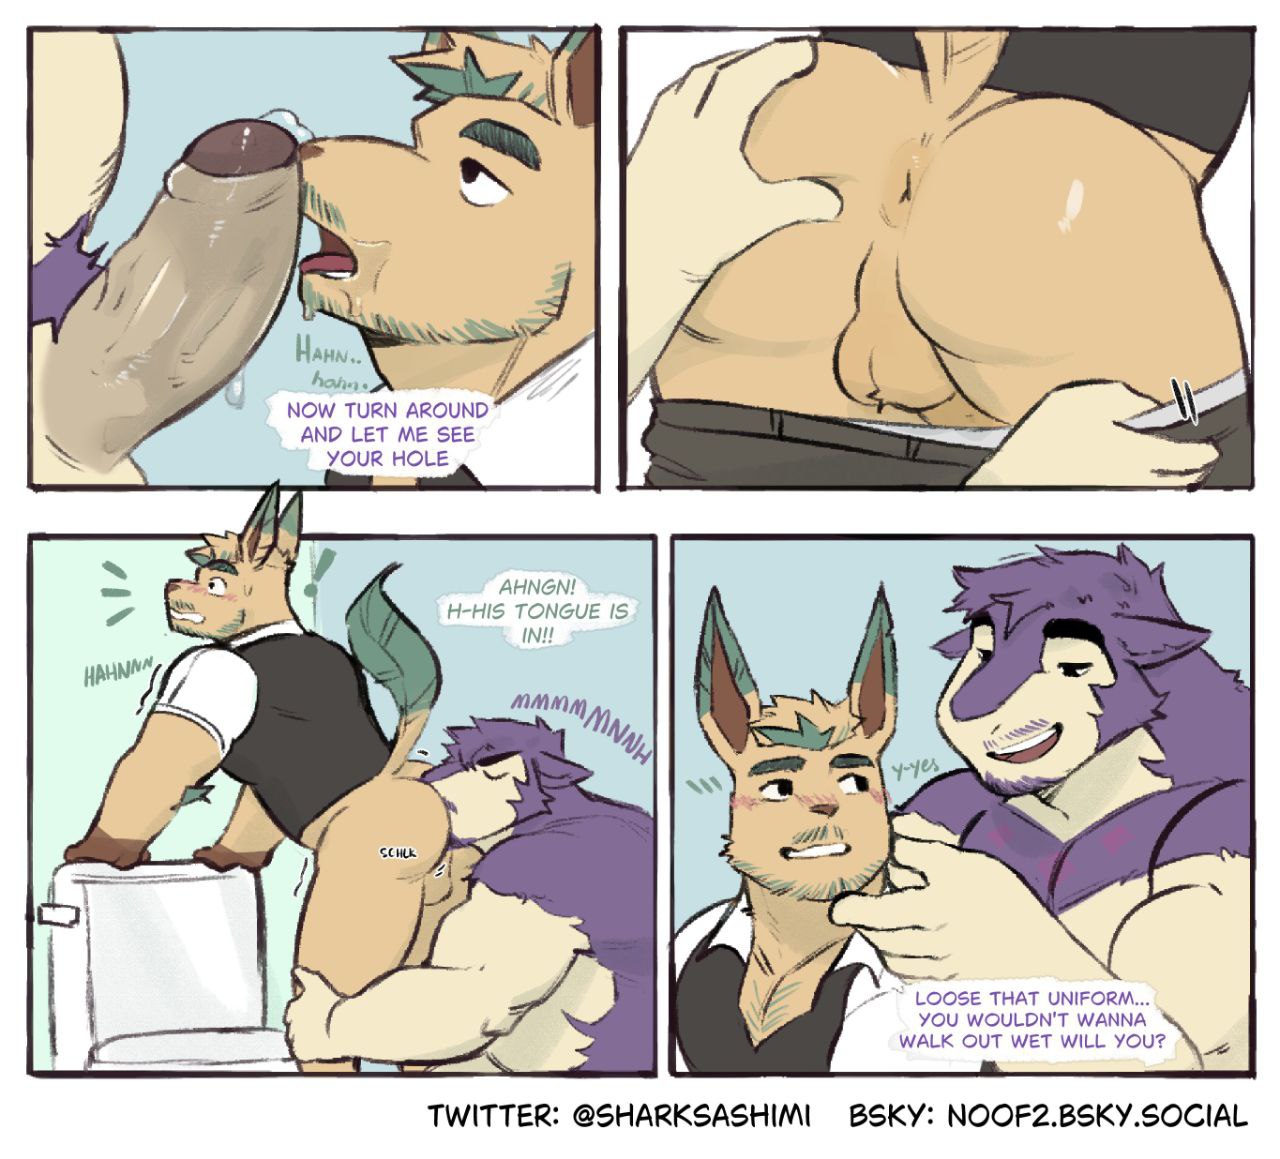 HAHN..
hahn.
NOW TURN AROUND
AND LET ME SEE
YOUR HOLE
HAHNNN
!
AHNGN!
H-HIS TONGUE IS
IN!!
MMMMMNNNH
SCHLK
y-yes
LOOSE THAT UNIFORM...
YOU WOULDN'T WANNA
WALK OUT WET WILL YOU?
TWITTER: @SHARKSASHIMI BSKY: NOOF2.BSKY.SOCIAL